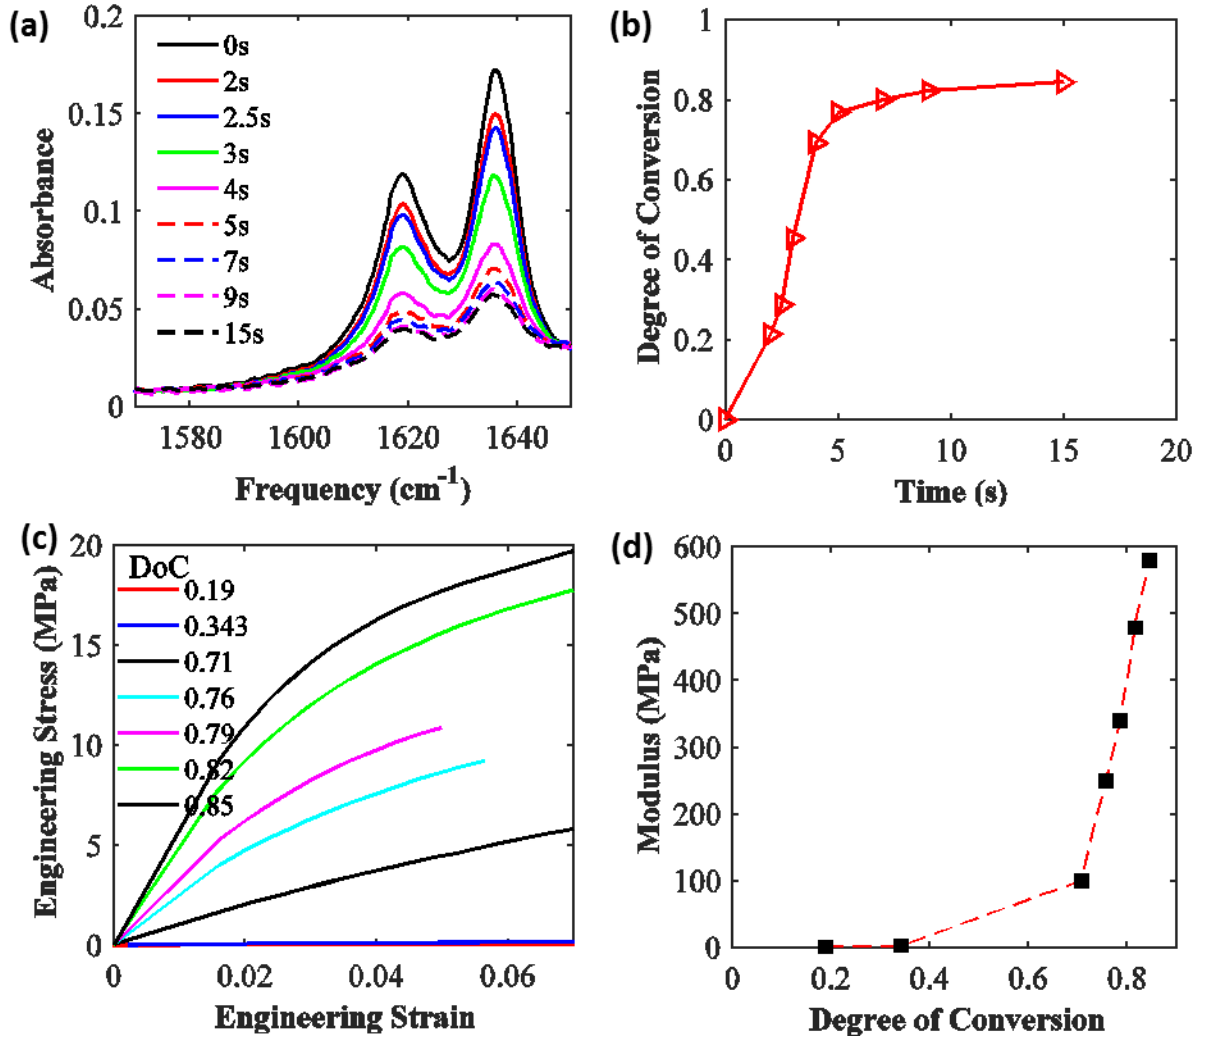 (a)
0.2
0.15
0.1
0.05
0
Absorbance
0s
2s
2.5s
3s
4s
5s
7s
9s
15s
1580 1600 1620 1640
Frequency (cm-1)
(b)
1
0.8
0.6
0.4
0.2
0
Degree of Conversion
0 5 10 15 20
Time (s)
(c)
20
15
10
5
0
Engineering Stress (MPa)
DoC
0.19
0.343
0.71
0.76
0.79
0.82
0.85
0 0.02 0.04 0.06
Engineering Strain
(d)
600
500
400
300
200
100
0
Modulus (MPa)
0 0.2 0.4 0.6 0.8
Degree of Conversion